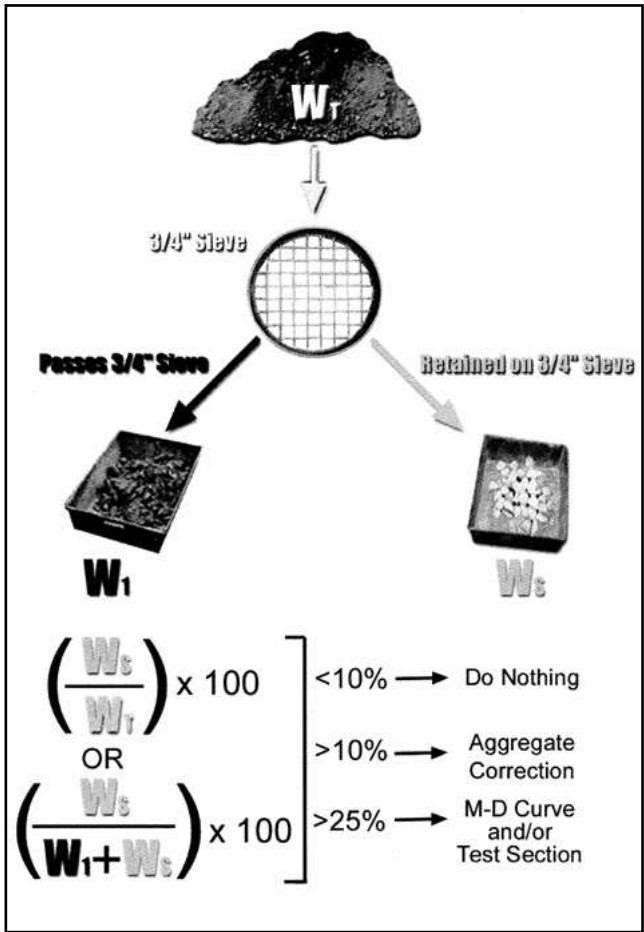 WT
3/4" Sieve
Passes 3/4" Sieve
Retained on 3/4" Sieve
W1
WS
(WS/WT) x 100
OR
(WS/W1+WS) x 100
<10% → Do Nothing
>10% → Aggregate
Correction
>25% → M-D Curve
and/or
Test Section